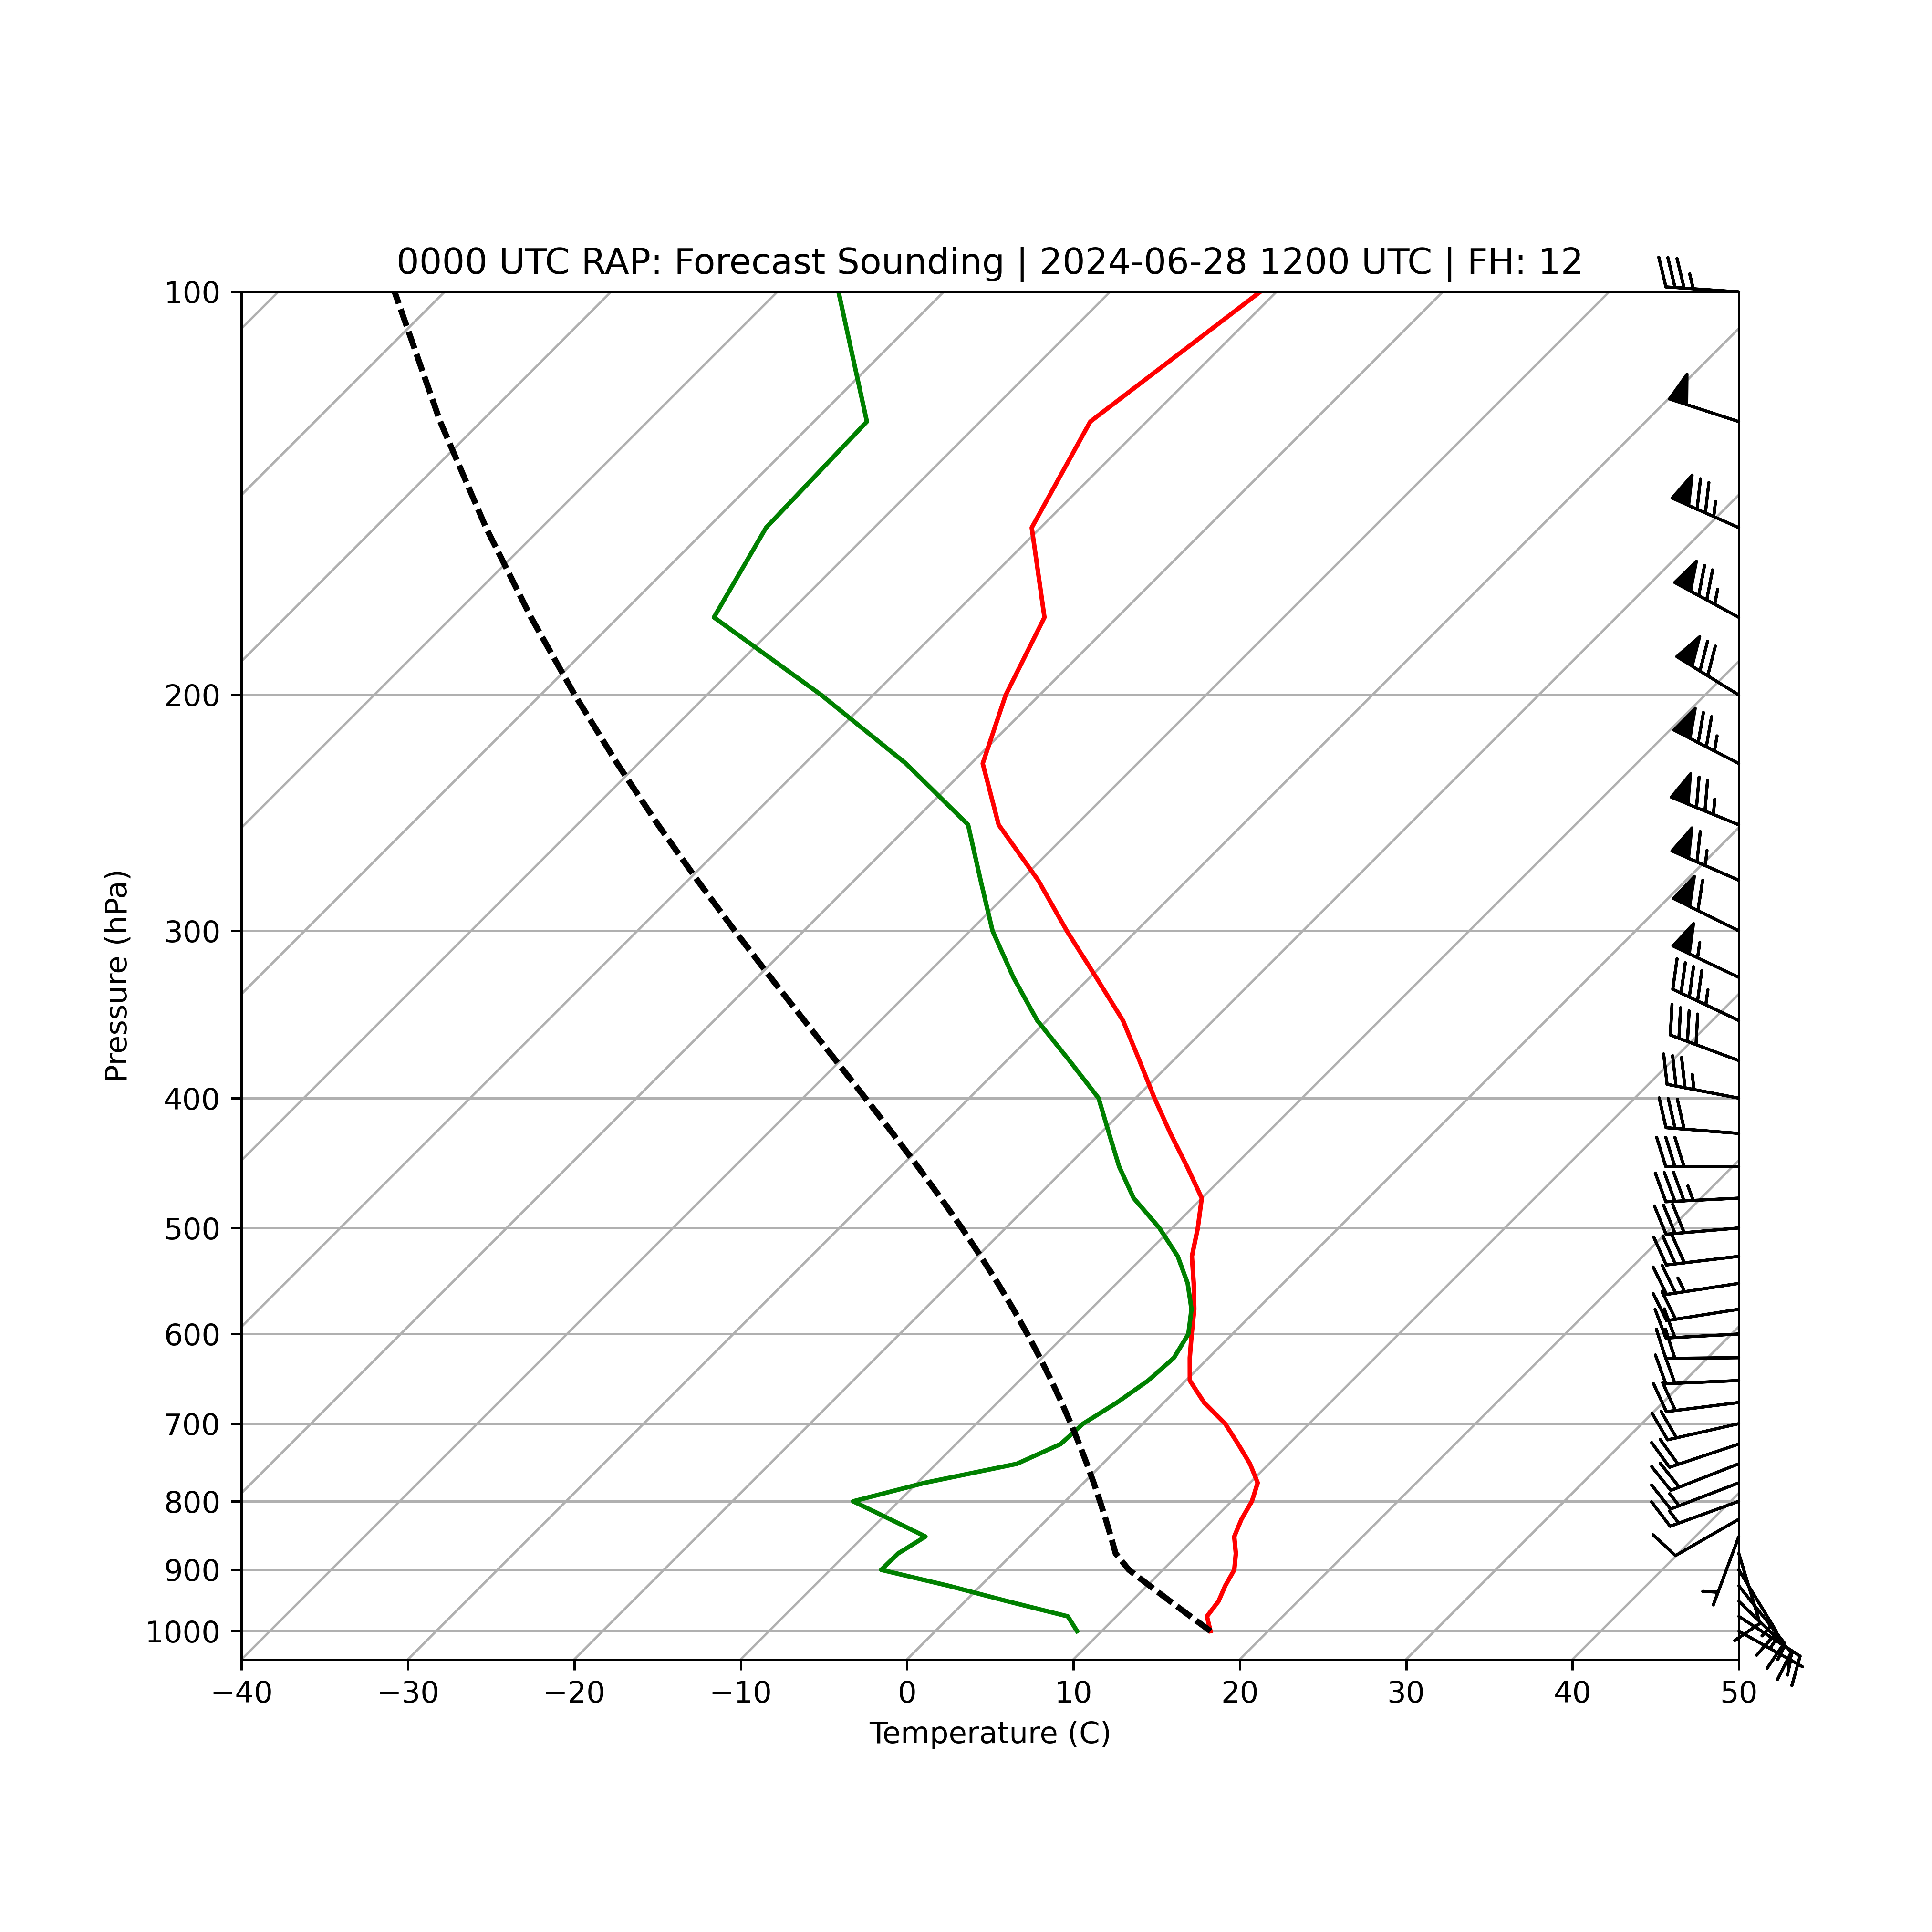 0000 UTC RAP: Forecast Sounding | 2024-06-28 1200 UTC | FH: 12
100
200
300
400
500
600
700
800
900
1000
Pressure (hPa)
−40 −30 −20 −10 0 10 20 30 40 50
Temperature (C)